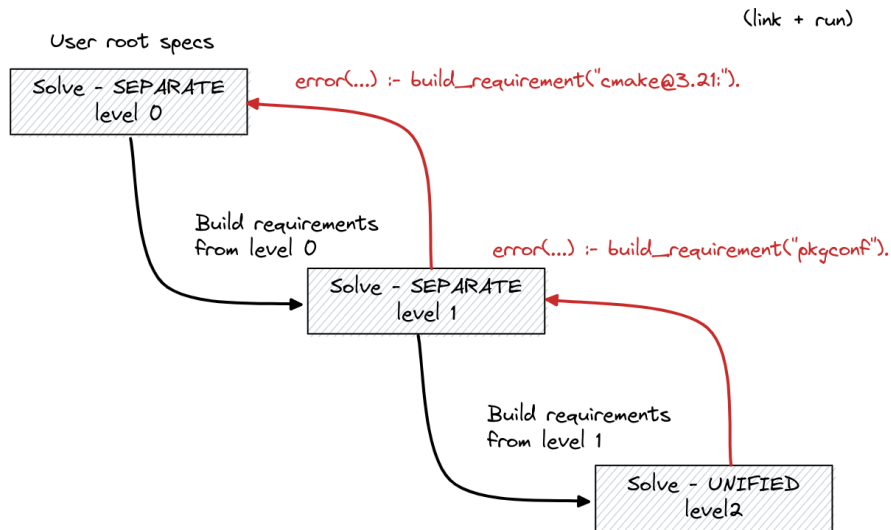 (link + run)
User root specs
Solve - SEPARATE
level 0
error(...) :- build_requirement("cmake@3.21:").
Build requirements
from level 0
error(...) :- build_requirement("pkgconf").
Solve - SEPARATE
level 1
Build requirements
from level 1
Solve - UNIFIED
level2